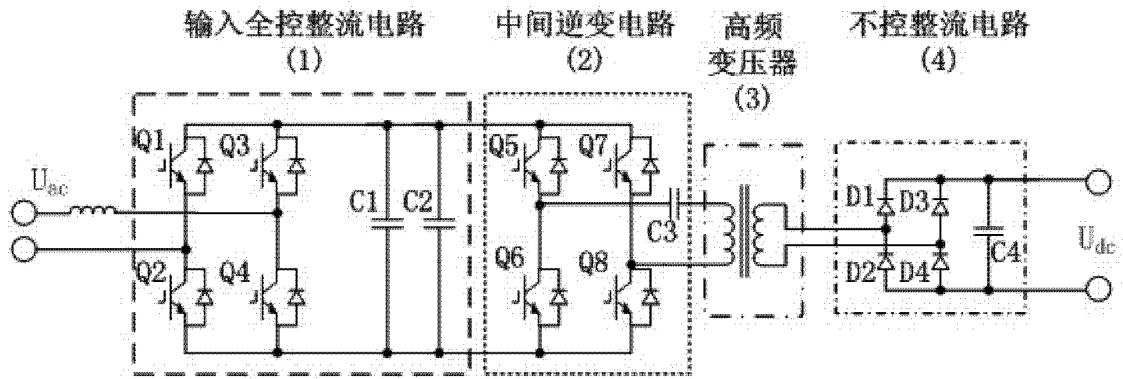 输入全控整流电路
(1)
中间逆变电路
(2)
高频
变压器
(3)
不控整流电路
(4)
Uac
Q1
Q3
C1
C2
Q2
Q4
Q5
Q7
C3
Q6
Q8
D1
D3
D2
D4
C4
Udc